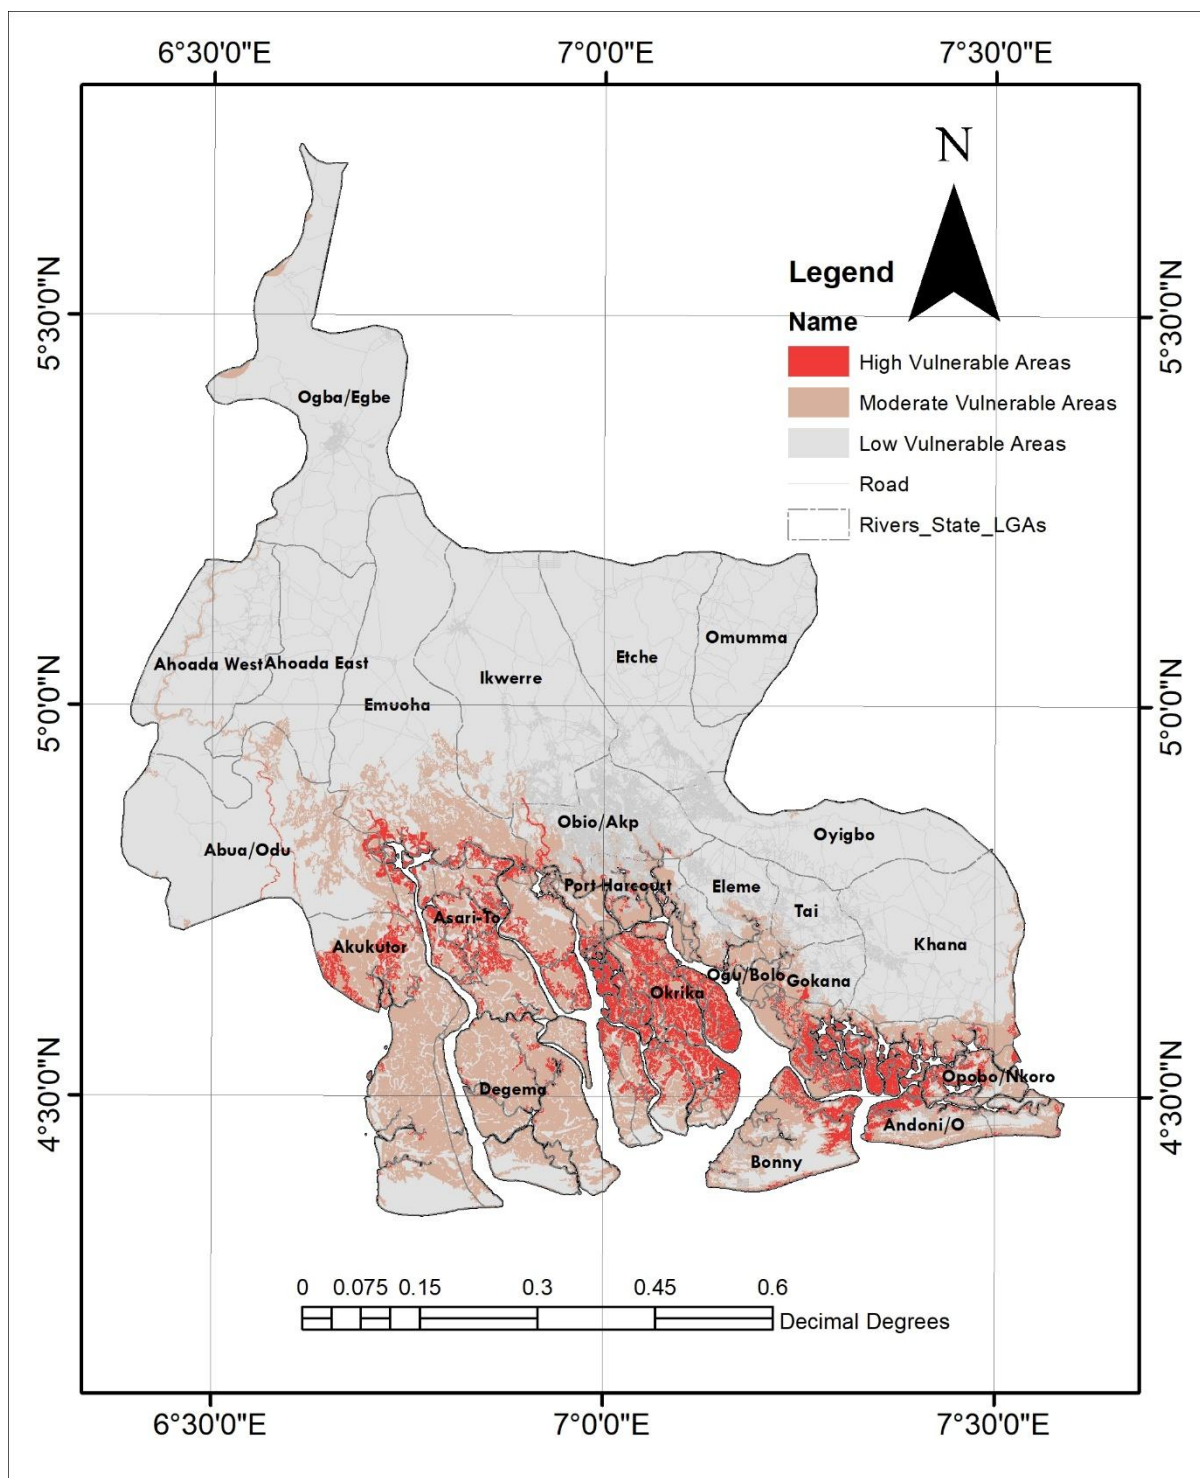 6°30'0"E
7°0'0"E
7°30'0"E
N
5°30'0"N
5°30'0"N
Legend
Name
High Vulnerable Areas
Moderate Vulnerable Areas
Low Vulnerable Areas
Road
Rivers_State_LGAs
Ogba/Egbe
Omumma
Etche
Ahoada West
Ahoada East
Ikwerre
Emuoha
5°0'0"N
5°0'0"N
Obio/Akp
Oyigbo
Abua/Odu
Port Harcourt
Eleme
Tai
Asari-To
Akukutor
Khana
Ogu/Bolo
Gokana
Okrika
4°30'0"N
4°30'0"N
Opobo/Nkoro
Degema
Andoni/O
Bonny
0
0.075
0.15
0.3
0.45
0.6
Decimal Degrees
6°30'0"E
7°0'0"E
7°30'0"E